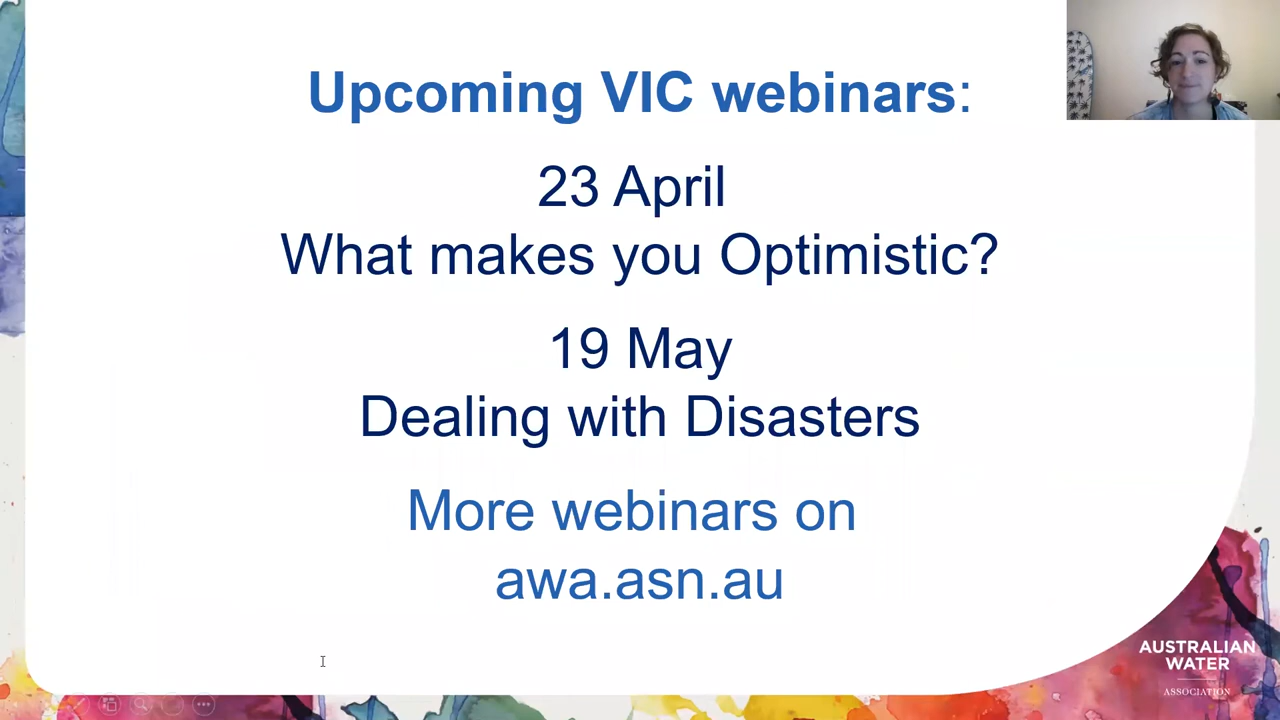 Upcoming VIC webinars:
23 April
What makes you Optimistic?
19 May
Dealing with Disasters
More webinars on
awa.asn.au
AUSTRALIAN
WATER
ASSOCIATION